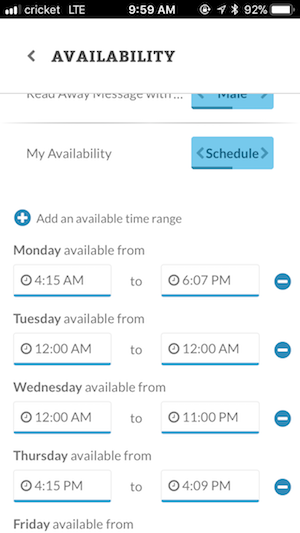 cricket LTE 9:59 AM 92%
AVAILABILITY
Read Away Message with... Male
My Availability Schedule
Add an available time range
Monday available from
4:15 AM to 6:07 PM
Tuesday available from
12:00 AM to 12:00 AM
Wednesday available from
12:00 AM to 11:00 PM
Thursday available from
4:15 PM to 4:09 PM
Friday available from